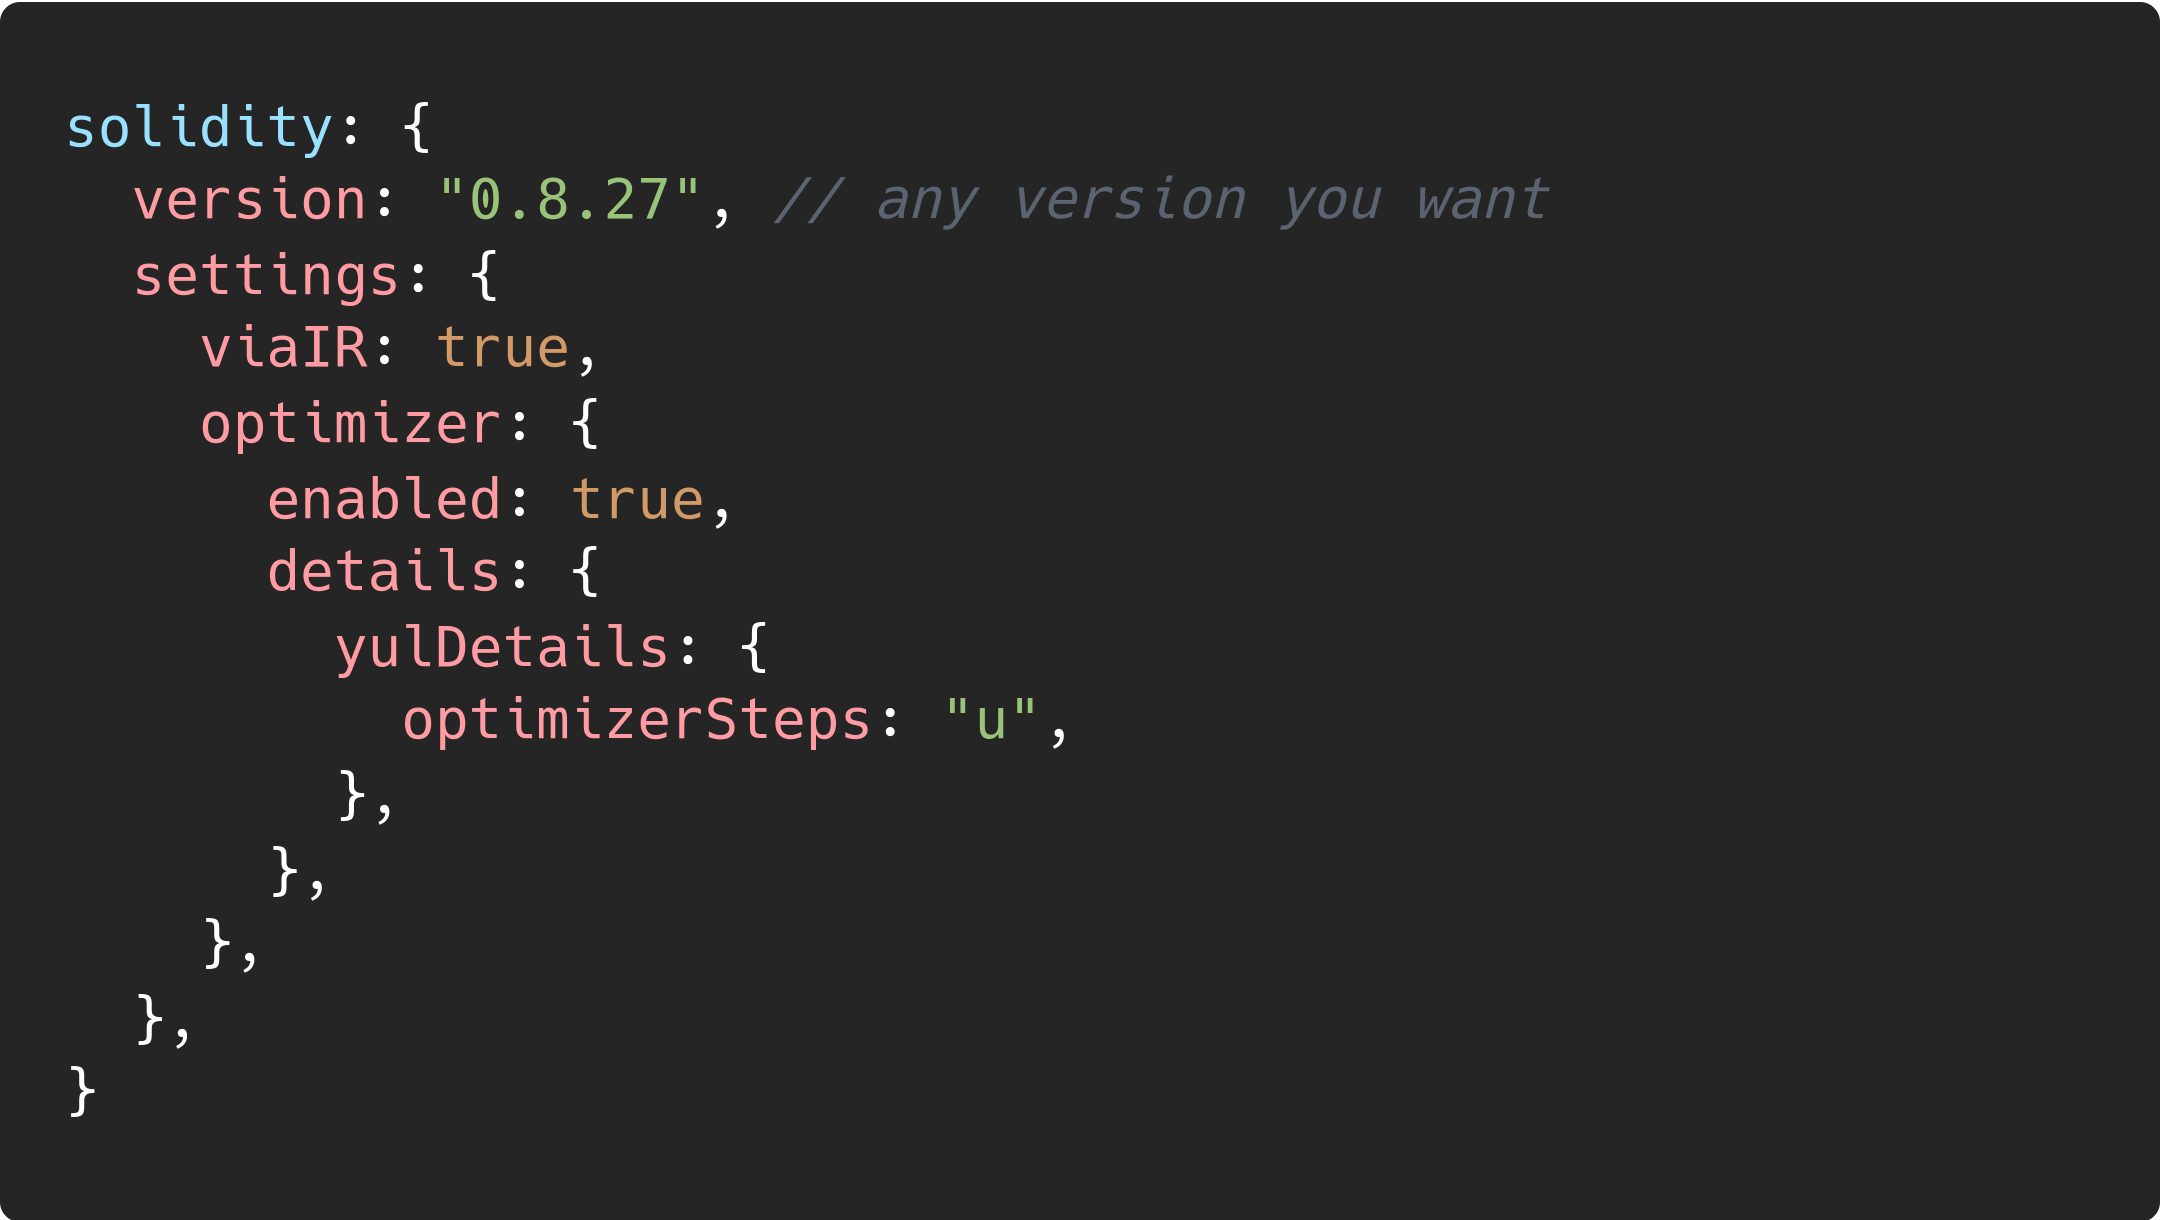 solidity: {
  version: "0.8.27", // any version you want
  settings: {
    viaIR: true,
    optimizer: {
      enabled: true,
      details: {
        yulDetails: {
          optimizerSteps: "u",
        },
      },
    },
  },
}